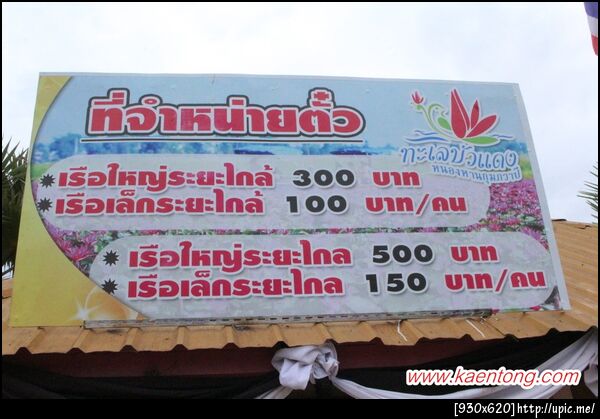 ที่จำหน่ายตั๋ว
ทะเลบัวแดง
หนองหานกุมภวาปี
เรือใหญ่ระยะใกล้ 300 บาท
เรือเล็กระยะใกล้ 100 บาท/คน
เรือใหญ่ระยะไกล 500 บาท
เรือเล็กระยะไกล 150 บาท/คน
www.kaentong.com
[930x620]http://upic.me/